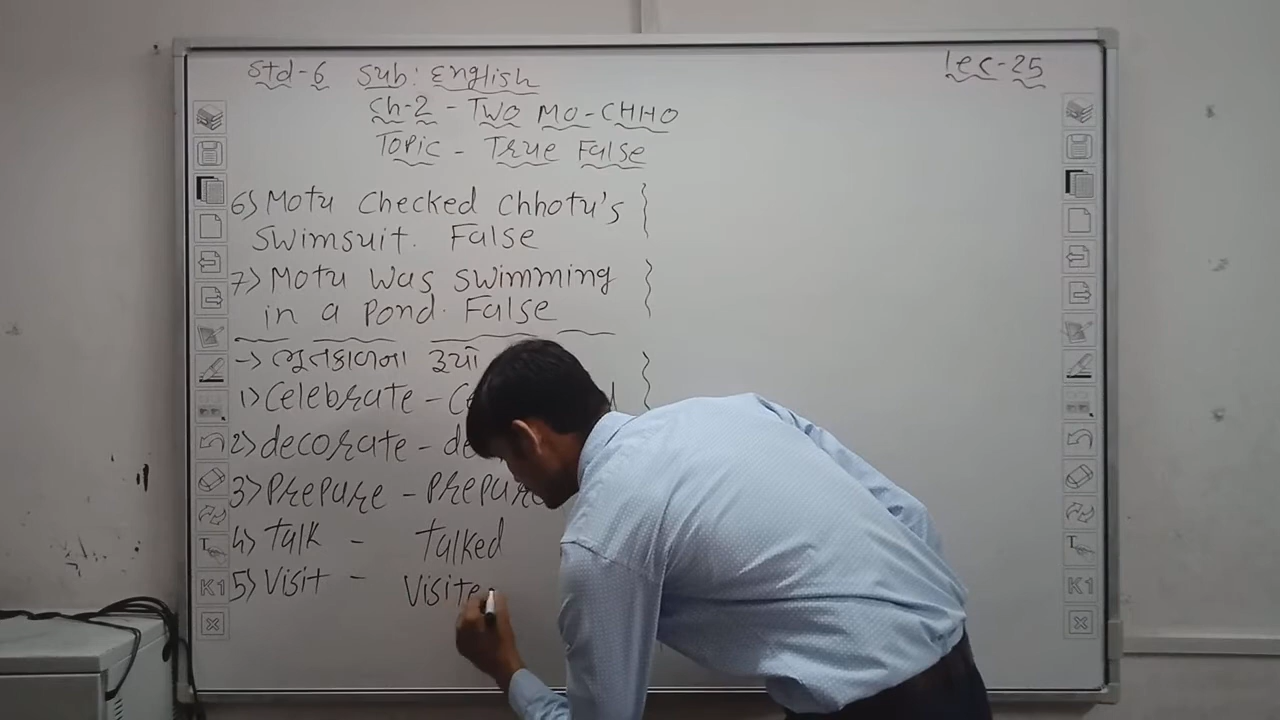 Std-6 Sub: English
lec-25
Ch-2 - TWO MO-CHHO
Topic - True False
6) Motu checked Chhotu's
swimsuit. False
7) Motu was swimming
in a pond. False
→ ભૂતકાળના રૂપો
1) Celebrate -
2) decorate -
3) Prepare - Prepare
4) Talk - Talked
5) Visit - Visite
T
K1
T
K1